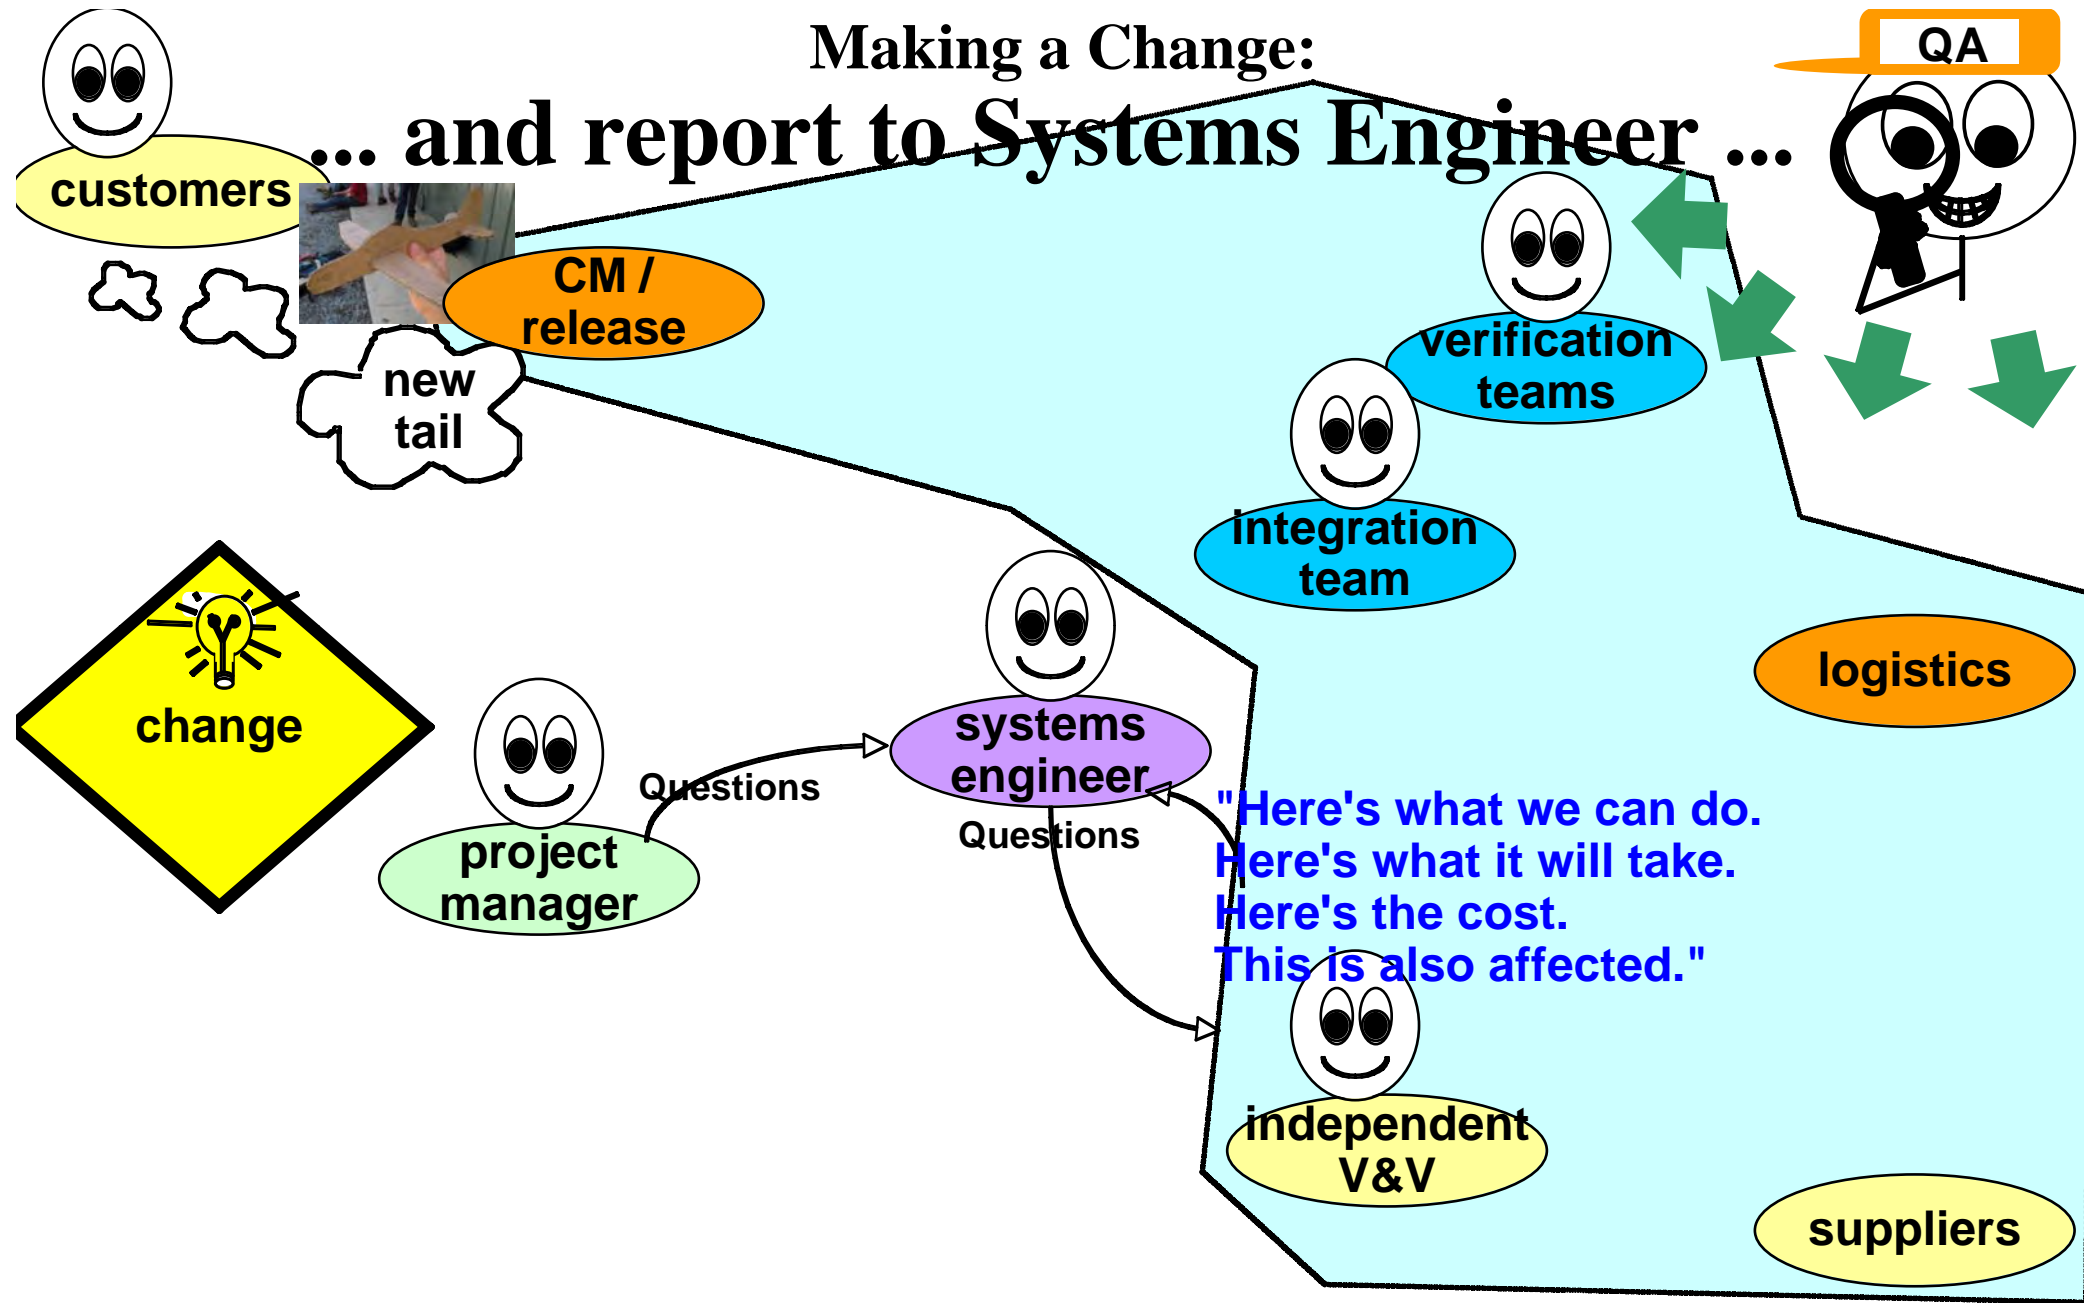 Making a Change:
... and report to Systems Engineer ...
QA
customers
CM /
release
new
tail
verification
teams
integration
team
change
systems
engineer
logistics
Questions
project
manager
Questions
"Here's what we can do.
Here's what it will take.
Here's the cost.
This is also affected."
independent
V&V
suppliers